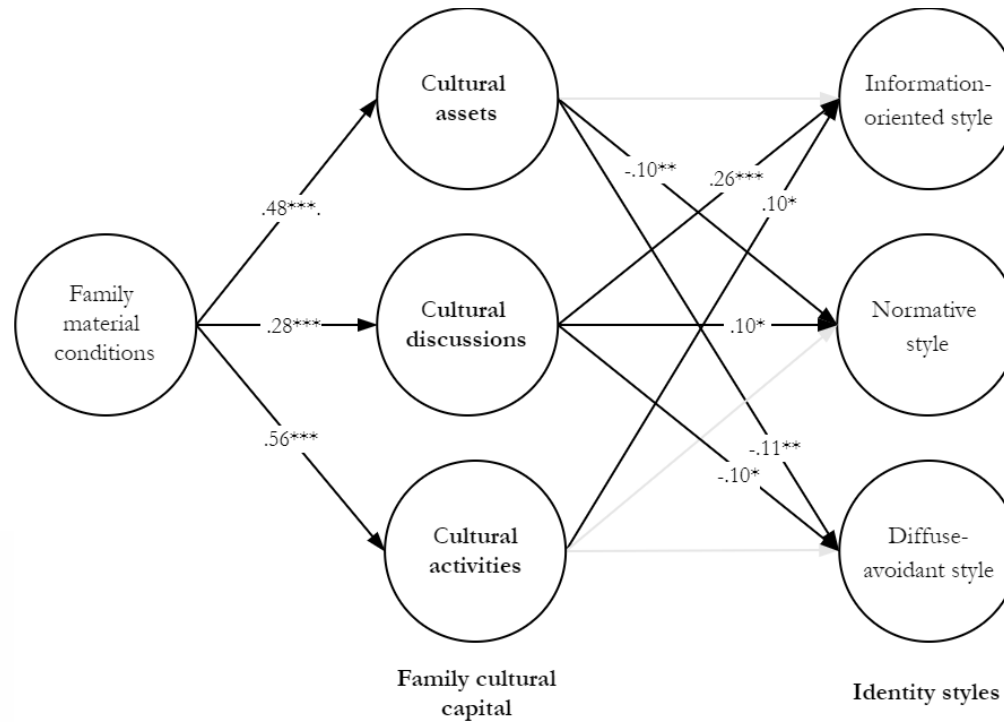 Cultural
assets
Information-
oriented style
-.10**
.26***
.10*
.48***.
Family
material
conditions
.28***
Cultural
discussions
.10*
Normative
style
.56***
-.11**
-.10*
Cultural
activities
Diffuse-
avoidant style
Family cultural
capital
Identity styles